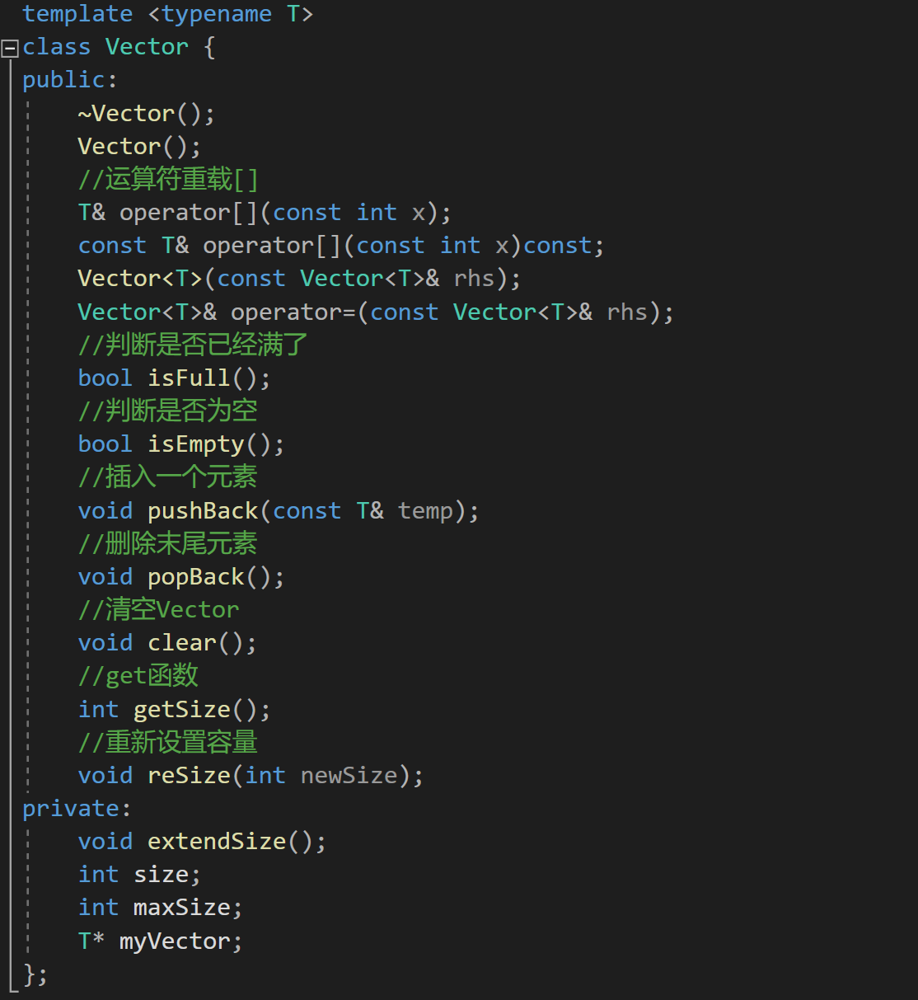 template <typename T>
class Vector {
public:
    ~Vector();
    Vector();
    //运算符重载[]
    T& operator[](const int x);
    const T& operator[](const int x)const;
    Vector<T>(const Vector<T>& rhs);
    Vector<T>& operator=(const Vector<T>& rhs);
    //判断是否已经满了
    bool isFull();
    //判断是否为空
    bool isEmpty();
    //插入一个元素
    void pushBack(const T& temp);
    //删除末尾元素
    void popBack();
    //清空Vector
    void clear();
    //get函数
    int getSize();
    //重新设置容量
    void reSize(int newSize);
private:
    void extendSize();
    int size;
    int maxSize;
    T* myVector;
};